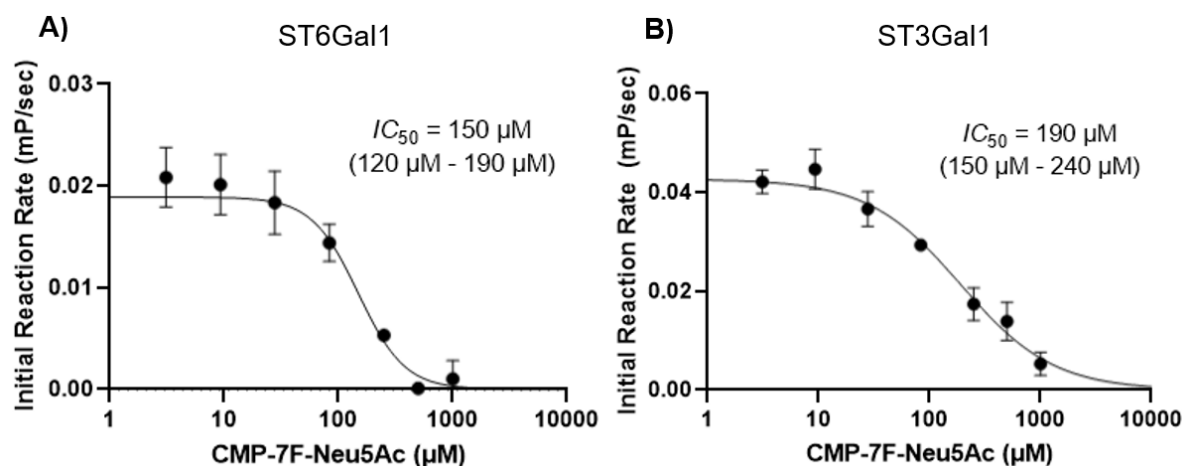 A)
ST6Gal1
Initial Reaction Rate (mP/sec)
0.03
0.02
0.01
0.00
IC50 = 150 µM
(120 µM - 190 µM)
1
10
100
1000
10000
CMP-7F-Neu5Ac (µM)
B)
ST3Gal1
Initial Reaction Rate (mP/sec)
0.06
0.04
0.02
0.00
IC50 = 190 µM
(150 µM - 240 µM)
1
10
100
1000
10000
CMP-7F-Neu5Ac (µM)